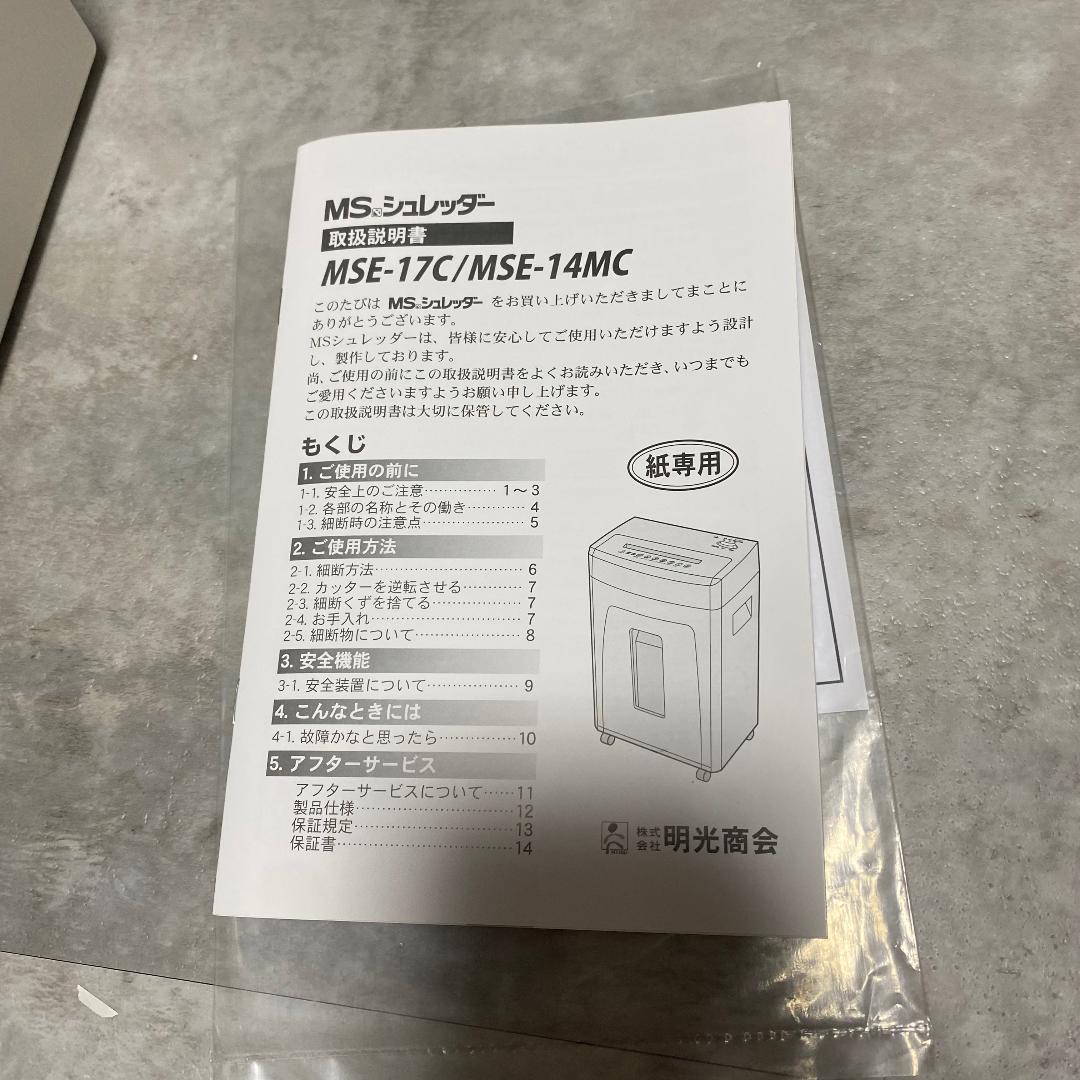 MSシュレッダー
取扱説明書
MSE-17C/MSE-14MC
このたびは MSシュレッダー をお買い上げいただきましてまことに
ありがとうございます。
MSシュレッダーは、皆様に安心してご使用いただけますよう設計
し、製作しております。
尚、ご使用の前にこの取扱説明書をよくお読みいただき、いつまでも
ご愛用くださいますようお願い申し上げます。
この取扱説明書は大切に保管してください。
もくじ
1. ご使用の前に
1-1. 安全上のご注意……………1～3
1-2. 各部の名称とその働き…………4
1-3. 細断時の注意点…………………5
2. ご使用方法
2-1. 細断方法…………………………6
2-2. カッターを逆転させる…………7
2-3. 細断くずを捨てる………………7
2-4. お手入れ…………………………7
2-5. 細断物について…………………8
3. 安全機能
3-1. 安全装置について………………9
4. こんなときには
4-1. 故障かなと思ったら……………10
5. アフターサービス
アフターサービスについて……11
製品仕様…………………………12
保証規定…………………………13
保証書……………………………14
紙専用
株式会社 明光商会